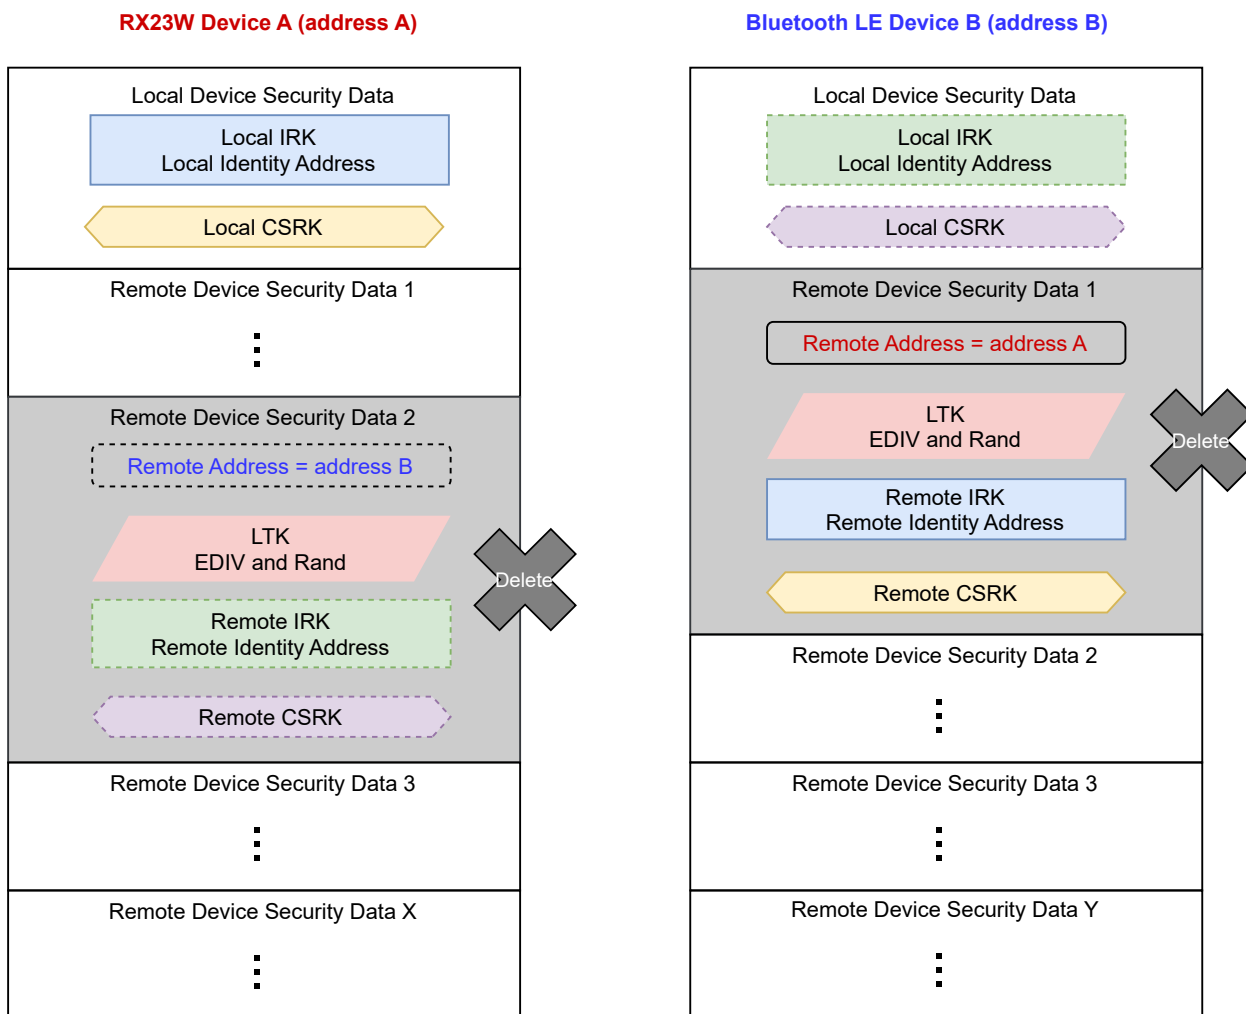 RX23W Device A (address A)
Local Device Security Data
Local IRK
Local Identity Address
Local CSRK
Remote Device Security Data 1
Remote Device Security Data 2
Remote Address = address B
LTK
EDIV and Rand
Delete
Remote IRK
Remote Identity Address
Remote CSRK
Remote Device Security Data 3
Remote Device Security Data X
Bluetooth LE Device B (address B)
Local Device Security Data
Local IRK
Local Identity Address
Local CSRK
Remote Device Security Data 1
Remote Address = address A
LTK
EDIV and Rand
Delete
Remote IRK
Remote Identity Address
Remote CSRK
Remote Device Security Data 2
Remote Device Security Data 3
Remote Device Security Data Y